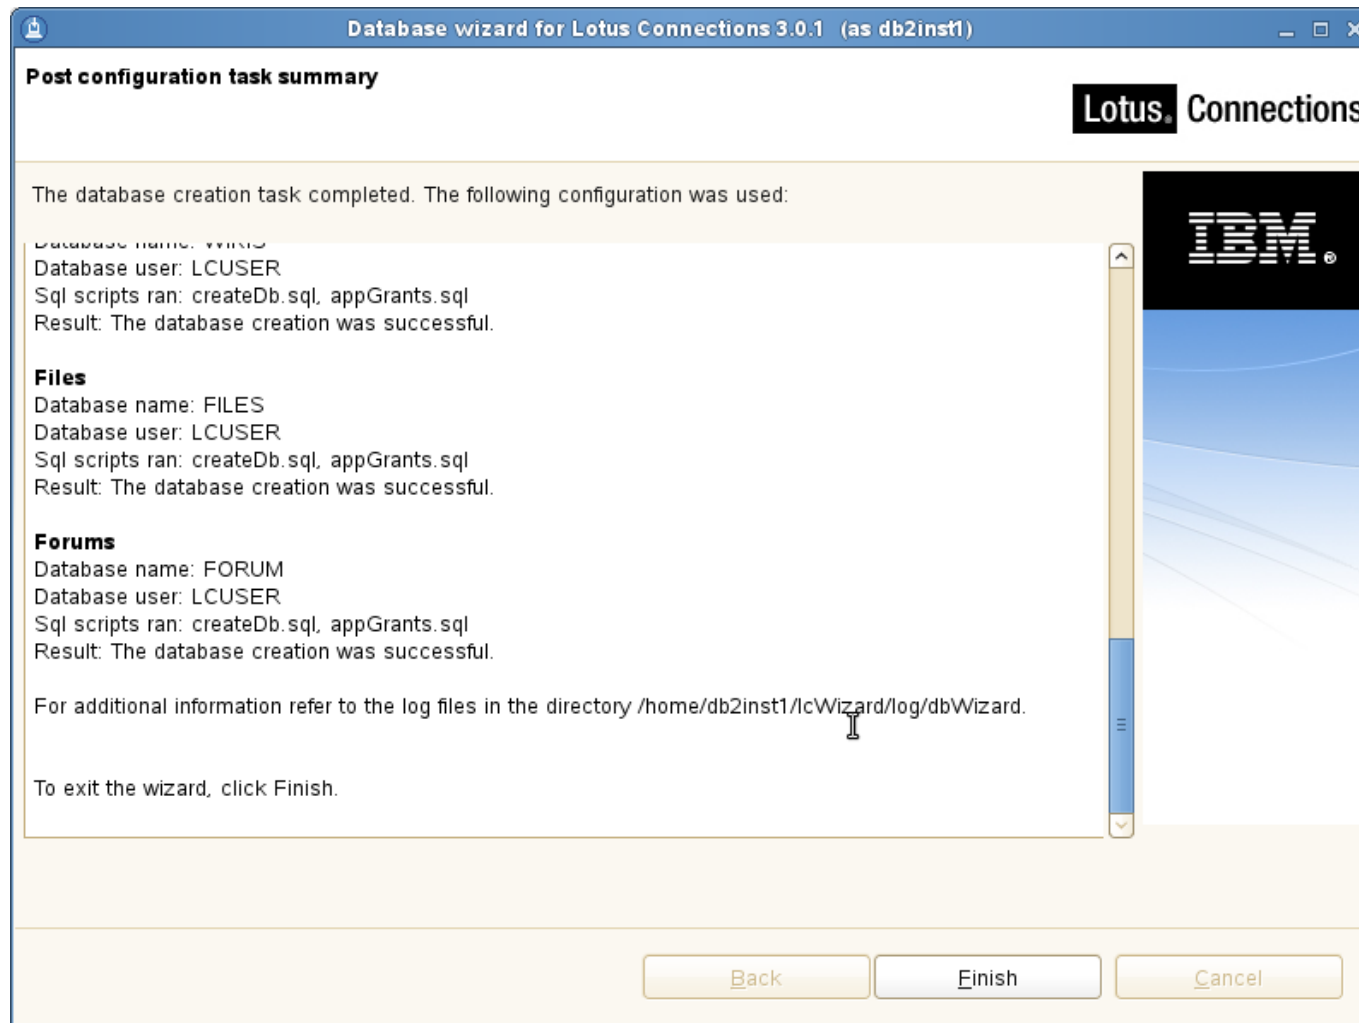 Database wizard for Lotus Connections 3.0.1 (as db2inst1)
Post configuration task summary
Lotus. Connections
The database creation task completed. The following configuration was used:
IBM®
Database name: WIKIS
Database user: LCUSER
Sql scripts ran: createDb.sql, appGrants.sql
Result: The database creation was successful.
Files
Database name: FILES
Database user: LCUSER
Sql scripts ran: createDb.sql, appGrants.sql
Result: The database creation was successful.
Forums
Database name: FORUM
Database user: LCUSER
Sql scripts ran: createDb.sql, appGrants.sql
Result: The database creation was successful.
For additional information refer to the log files in the directory /home/db2inst1/lcWizard/log/dbWizard.
To exit the wizard, click Finish.
Back
Finish
Cancel